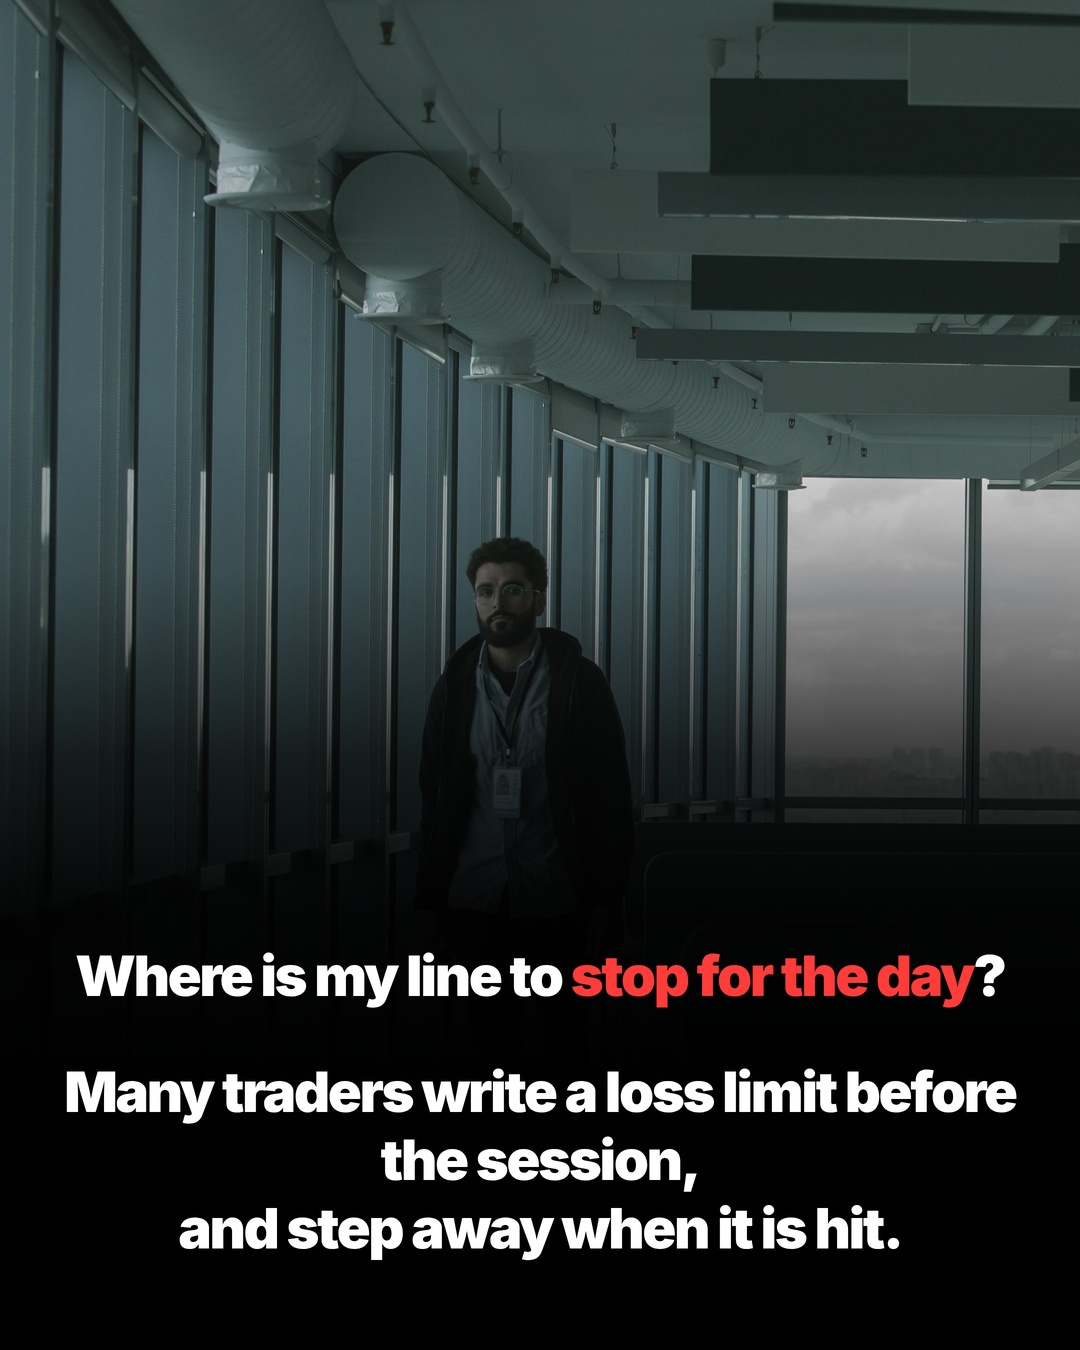 Where is my line to stop for the day?
Many traders write a loss limit before
the session,
and step away when it is hit.